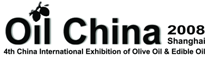 Oil China 2008
Shanghai
4th China International Exhibition of Olive Oil & Edible Oil